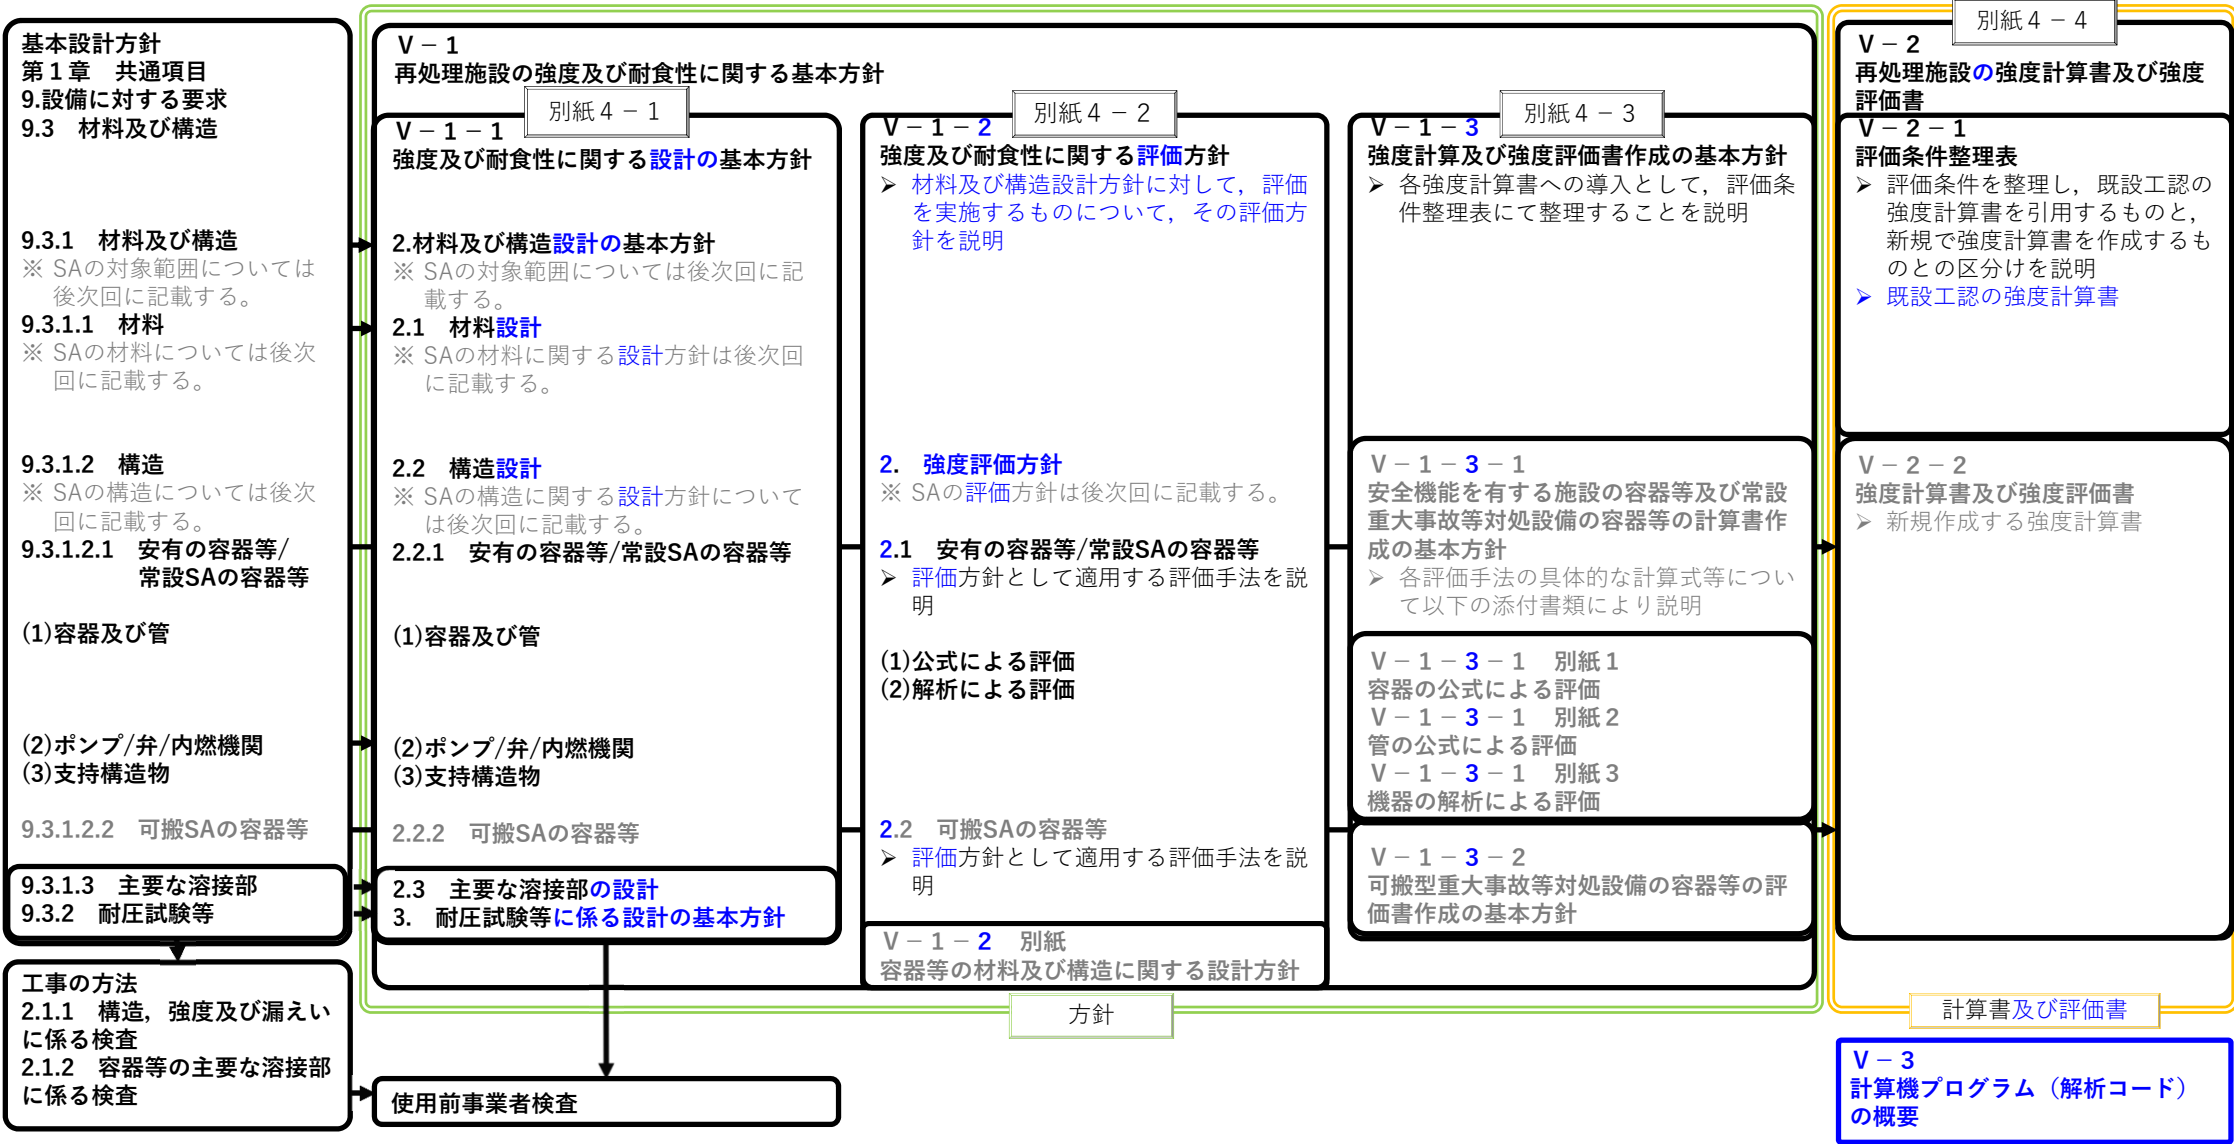 基本設計方針
第1章　共通項目
9.設備に対する要求
9.3　材料及び構造
9.3.1　材料及び構造
※ SAの対象範囲については
後次回に記載する。
9.3.1.1　材料
※ SAの材料については後次
回に記載する。
9.3.1.2　構造
※ SAの構造については後次
回に記載する。
9.3.1.2.1　安有の容器等/
常設SAの容器等
(1)容器及び管
(2)ポンプ/弁/内燃機関
(3)支持構造物
9.3.1.2.2　可搬SAの容器等
9.3.1.3　主要な溶接部
9.3.2　耐圧試験等
工事の方法
2.1.1　構造，強度及び漏えい
に係る検査
2.1.2　容器等の主要な溶接部
に係る検査
Ⅴ－1
再処理施設の強度及び耐食性に関する基本方針
別紙４－１
Ⅴ－1－1
強度及び耐食性に関する設計の基本方針
2.材料及び構造設計の基本方針
※ SAの対象範囲については後次回に記
載する。
2.1　材料設計
※ SAの材料に関する設計方針は後次回
に記載する。
2.2　構造設計
※ SAの構造に関する設計方針について
は後次回に記載する。
2.2.1　安有の容器等/常設SAの容器等
(1)容器及び管
(2)ポンプ/弁/内燃機関
(3)支持構造物
2.2.2　可搬SAの容器等
2.3　主要な溶接部の設計
3.　耐圧試験等に係る設計の基本方針
使用前事業者検査
別紙４－２
Ⅴ－1－2
強度及び耐食性に関する評価方針
➢ 材料及び構造設計方針に対して，評価
を実施するものについて，その評価方
針を説明
2.　強度評価方針
※ SAの評価方針は後次回に記載する。
2.1　安有の容器等/常設SAの容器等
➢ 評価方針として適用する評価手法を説
明
(1)公式による評価
(2)解析による評価
2.2　可搬SAの容器等
➢ 評価方針として適用する評価手法を説
明
Ⅴ－1－2　別紙
容器等の材料及び構造に関する設計方針
別紙４－３
Ⅴ－1－3
強度計算及び強度評価書作成の基本方針
➢ 各強度計算書への導入として，評価条
件整理表にて整理することを説明
Ⅴ－1－3－1
安全機能を有する施設の容器等及び常設
重大事故等対処設備の容器等の計算書作
成の基本方針
➢ 各評価手法の具体的な計算式等につい
て以下の添付書類により説明
Ⅴ－1－3－1　別紙1
容器の公式による評価
Ⅴ－1－3－1　別紙2
管の公式による評価
Ⅴ－1－3－1　別紙3
機器の解析による評価
Ⅴ－1－3－2
可搬型重大事故等対処設備の容器等の評
価書作成の基本方針
方針
別紙４－４
Ⅴ－2
再処理施設の強度計算書及び強度
評価書
Ⅴ－2－1
評価条件整理表
➢ 評価条件を整理し，既設工認の
強度計算書を引用するものと，
新規で強度計算書を作成するも
のとの区分けを説明
➢ 既設工認の強度計算書
Ⅴ－2－2
強度計算書及び強度評価書
➢ 新規作成する強度計算書
計算書及び評価書
Ⅴ－3
計算機プログラム（解析コード）
の概要